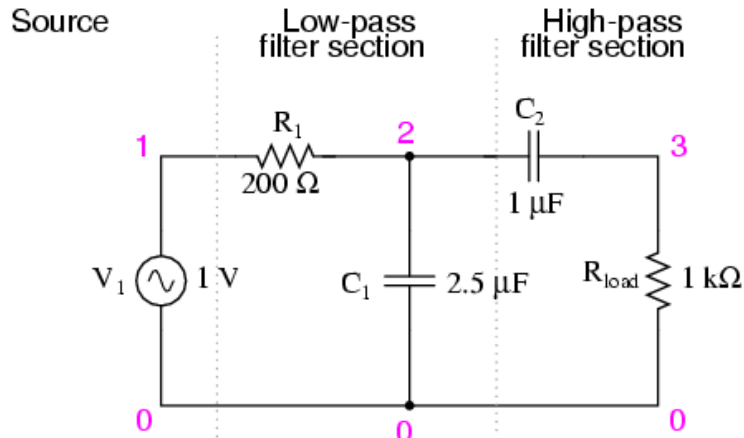 Source
Low-pass
filter section
High-pass
filter section
1
R1
200 Ω
2
C2
1 μF
3
V1
1 V
C1
2.5 μF
Rload
1 kΩ
0
0
0